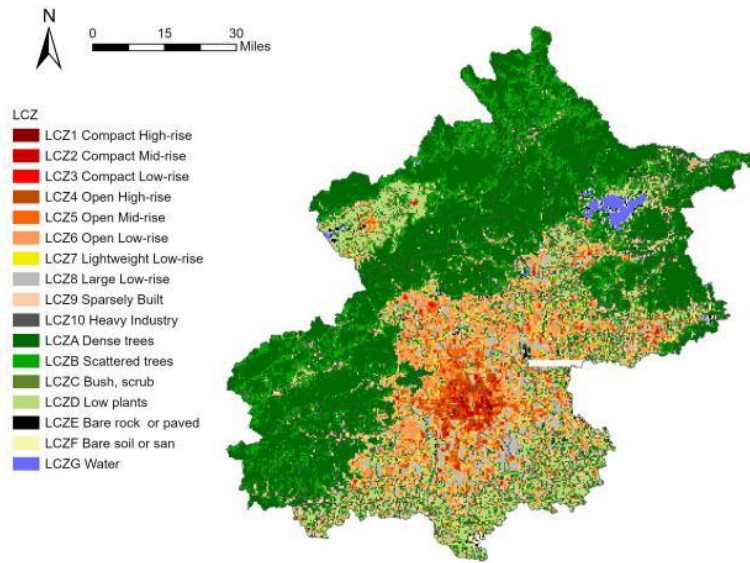 N
0 15 30
Miles
LCZ
LCZ1 Compact High-rise
LCZ2 Compact Mid-rise
LCZ3 Compact Low-rise
LCZ4 Open High-rise
LCZ5 Open Mid-rise
LCZ6 Open Low-rise
LCZ7 Lightweight Low-rise
LCZ8 Large Low-rise
LCZ9 Sparsely Built
LCZ10 Heavy Industry
LCZA Dense trees
LCZB Scattered trees
LCZC Bush, scrub
LCZD Low plants
LCZE Bare rock or paved
LCZF Bare soil or san
LCZG Water